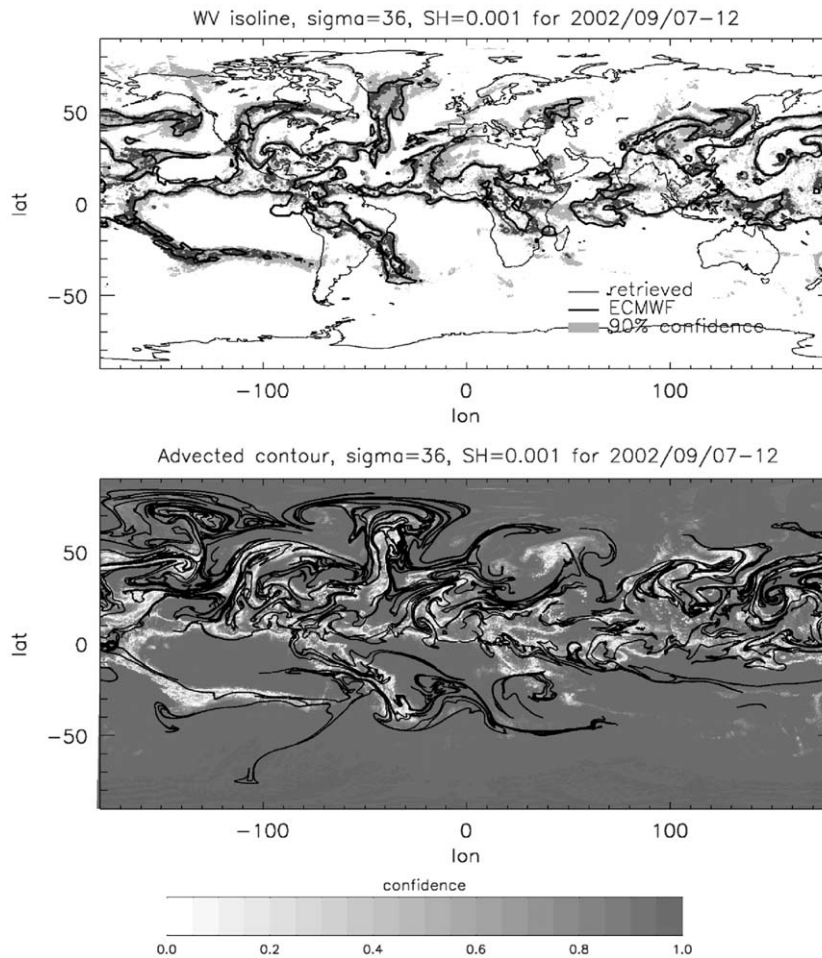 WV isoline, sigma=36, SH=0.001 for 2002/09/07-12
lat
50
0
-50
retrieved
ECMWF
90% confidence
-100 0 100
lon
Advected contour, sigma=36, SH=0.001 for 2002/09/07-12
lat
50
0
-50
-100 0 100
lon
confidence
0.0 0.2 0.4 0.6 0.8 1.0